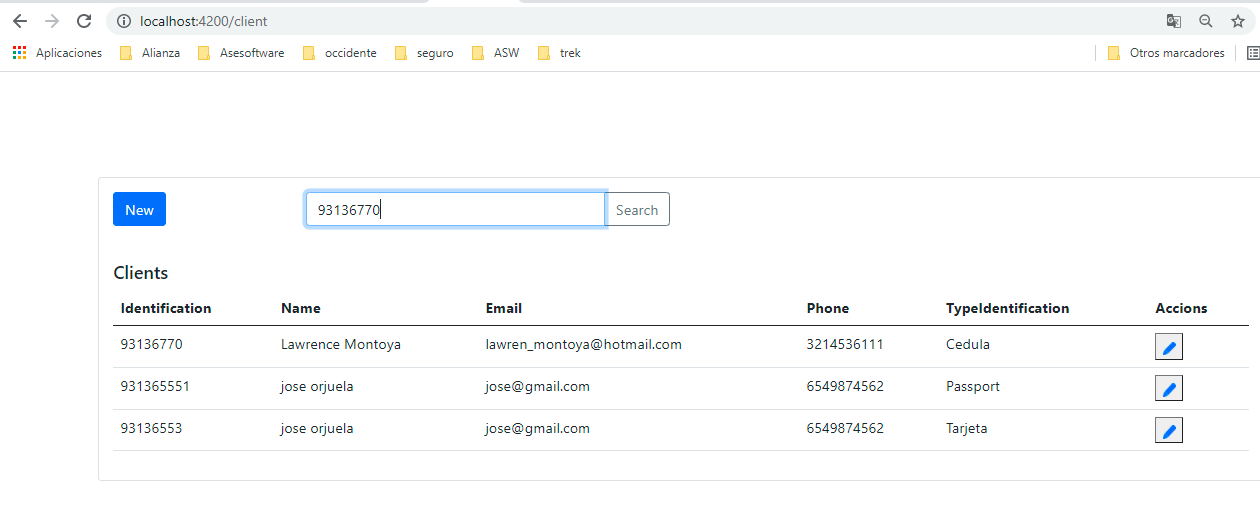 localhost:4200/client
Aplicaciones Alianza Asesoftware occidente seguro ASW trek Otros marcadores
New 93136770 Search
Clients
Identification Name Email Phone TypeIdentification Accions
93136770 Lawrence Montoya lawren_montoya@hotmail.com 3214536111 Cedula
931365551 jose orjuela jose@gmail.com 6549874562 Passport
93136553 jose orjuela jose@gmail.com 6549874562 Tarjeta